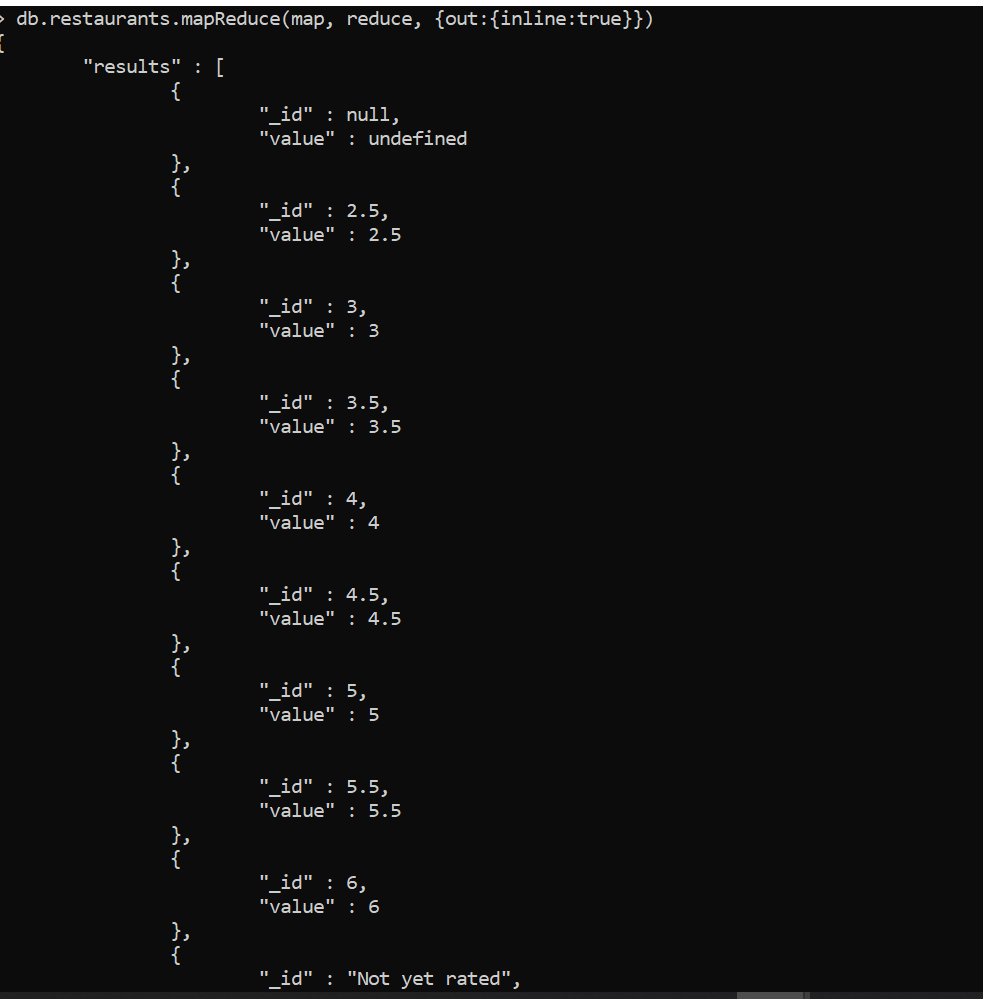 > db.restaurants.mapReduce(map, reduce, {out:{inline:true}})
{
"results" : [
{
"_id" : null,
"value" : undefined
},
{
"_id" : 2.5,
"value" : 2.5
},
{
"_id" : 3,
"value" : 3
},
{
"_id" : 3.5,
"value" : 3.5
},
{
"_id" : 4,
"value" : 4
},
{
"_id" : 4.5,
"value" : 4.5
},
{
"_id" : 5,
"value" : 5
},
{
"_id" : 5.5,
"value" : 5.5
},
{
"_id" : 6,
"value" : 6
},
{
"_id" : "Not yet rated",